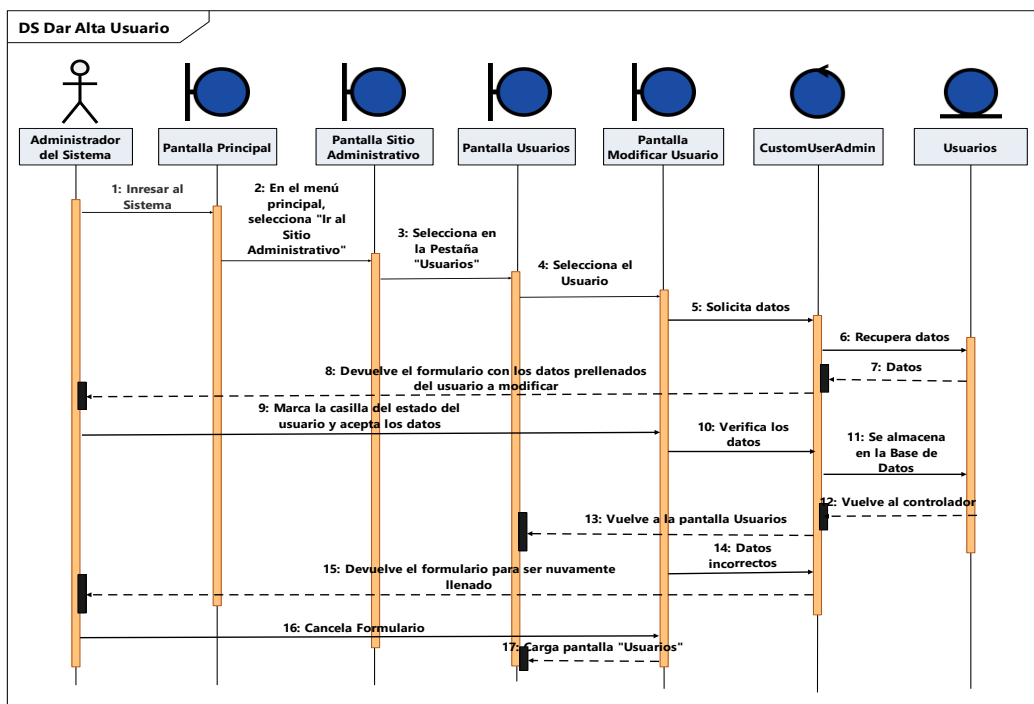 DS Dar Alta Usuario
Administrador
del Sistema
Pantalla Principal
Pantalla Sitio
Administrativo
Pantalla Usuarios
Pantalla
Modificar Usuario
CustomUserAdmin
Usuarios
1: Inresar al
Sistema
2: En el menú
principal,
selecciona "Ir al
Sitio
Administrativo"
3: Selecciona en
la Pestaña
"Usuarios"
4: Selecciona el
Usuario
5: Solicita datos
6: Recupera datos
7: Datos
8: Devuelve el formulario con los datos prellenados
del usuario a modificar
9: Marca la casilla del estado del
usuario y acepta los datos
10: Verifica los
datos
11: Se almacena
en la Base de
Datos
12: Vuelve al controlador
13: Vuelve a la pantalla Usuarios
14: Datos
incorrectos
15: Devuelve el formulario para ser nuvamente
llenado
16: Cancela Formulario
17: Carga pantalla "Usuarios"